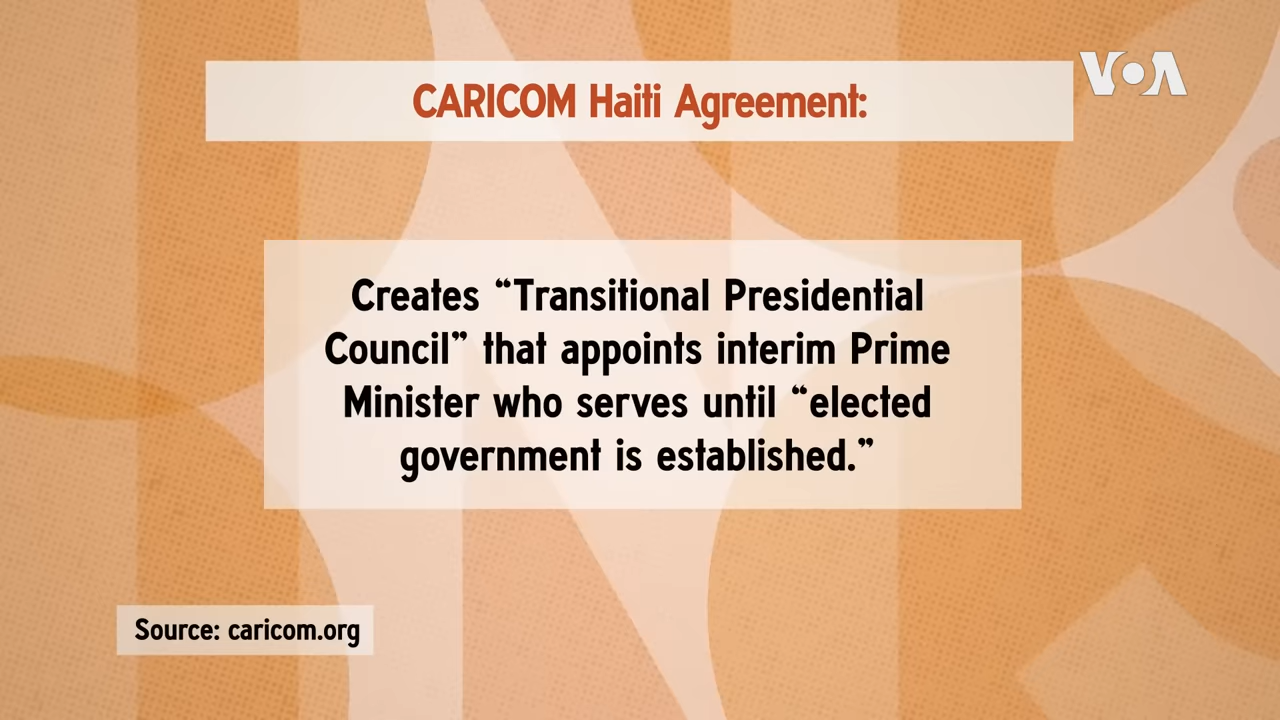 CARICOM Haiti Agreement:
VOA
Creates “Transitional Presidential
Council” that appoints interim Prime
Minister who serves until “elected
government is established.”
Source: caricom.org